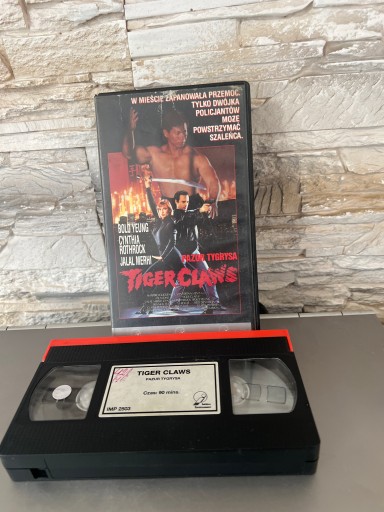 W MIEŚCIE ZAPANOWAŁA PRZEMOC.
TYLKO DWÓJKA
POLICJANTÓW
MOŻE
POWSTRZYMAĆ
SZALEŃCA.
BOLO YEUNG
CYNTHIA
ROTHROCK
JALAL MERHI
PAZUR TYGRYSA
TIGER CLAWS
TIGER CLAWS
PAZUR TYGRYSA
Czas: 90 mins.
IMP 2503